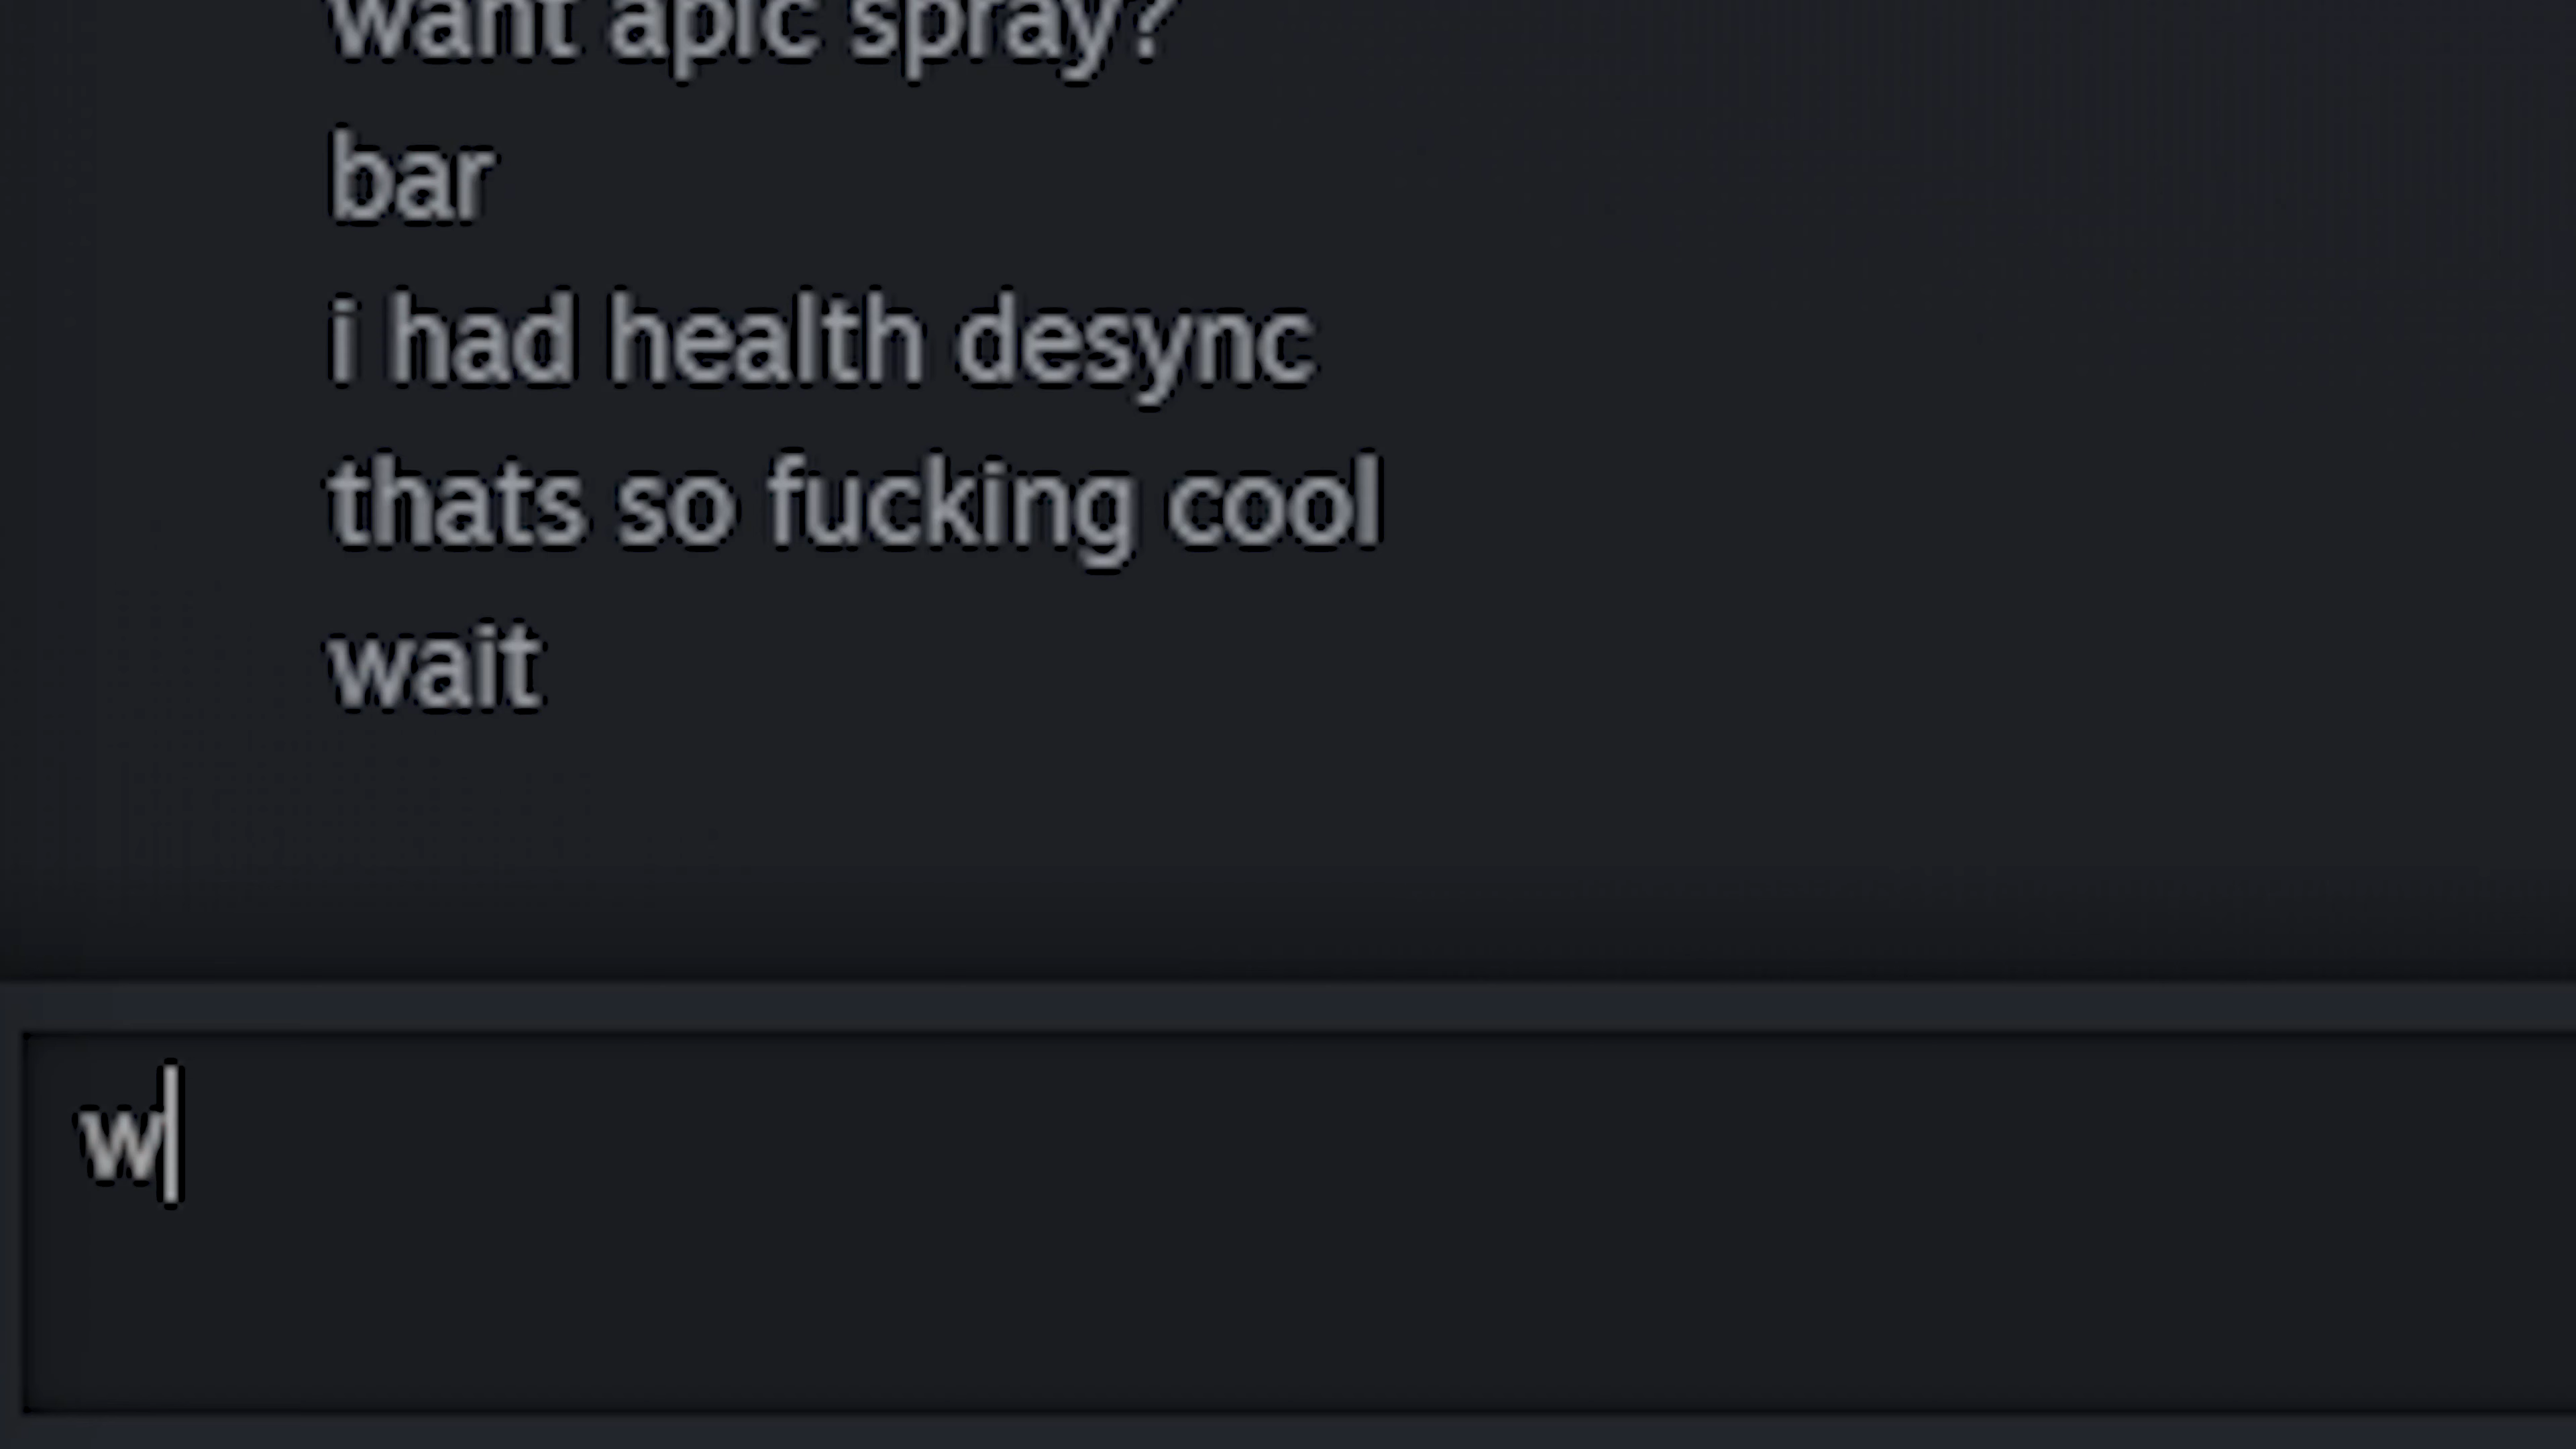 want apic spray?
bar
i had health desync
thats so fucking cool
wait
w